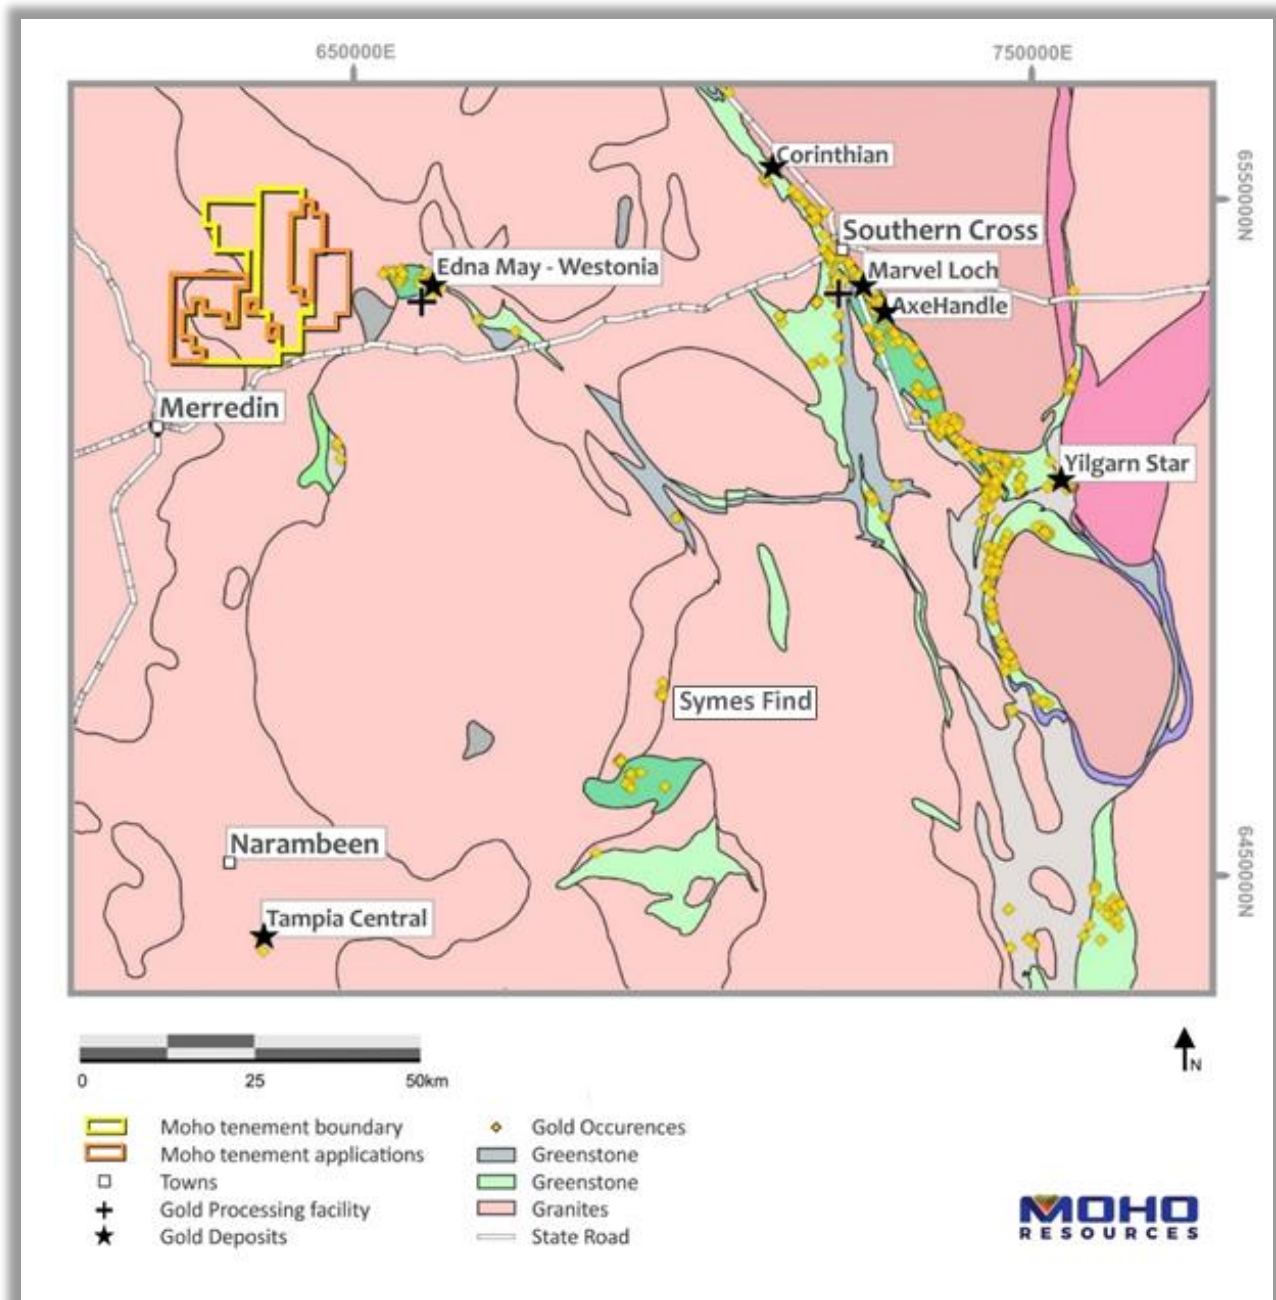 650000E
750000E
6550000N
Corinthian
Southern Cross
Edna May - Westonia
Marvel Loch
AxeHandle
Merredin
Yilgarn Star
Symes Find
Narambeen
6450000N
Tampia Central
0
25
50km
N
Moho tenement boundary
Moho tenement applications
Towns
Gold Processing facility
Gold Deposits
Gold Occurences
Greenstone
Greenstone
Granites
State Road
MOHO
RESOURCES